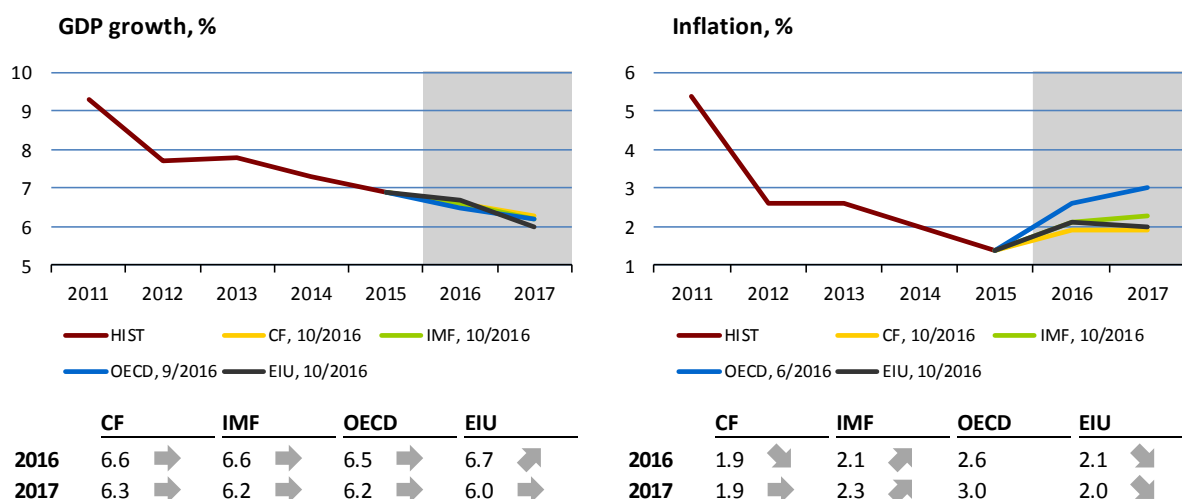 GDP growth, %
10
9
8
7
6
5
2011 2012 2013 2014 2015 2016 2017
HIST CF, 10/2016 IMF, 10/2016
OECD, 9/2016 EIU, 10/2016
CF IMF OECD EIU
2016 6.6 6.6 6.5 6.7
2017 6.3 6.2 6.2 6.0
Inflation, %
6
5
4
3
2
1
2011 2012 2013 2014 2015 2016 2017
HIST CF, 10/2016 IMF, 10/2016
OECD, 6/2016 EIU, 10/2016
CF IMF OECD EIU
2016 1.9 2.1 2.6 2.1
2017 1.9 2.3 3.0 2.0